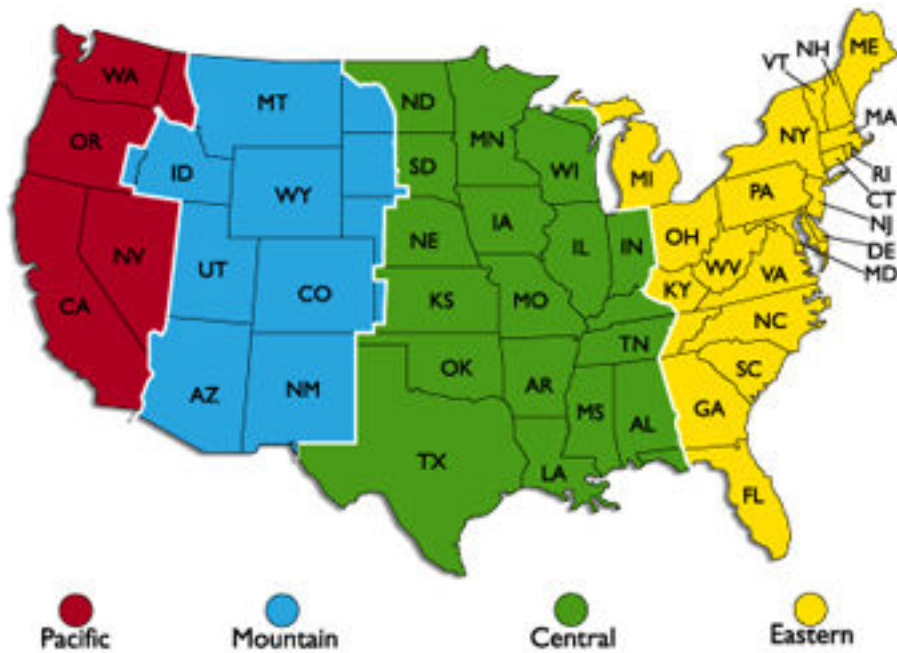 NH
ME
VT
WA
MT
ND
MA
OR
MN
NY
ID
SD
WI
RI
WY
MI
PA
CT
IA
NJ
NE
OH
NV
UT
IL
IN
WV
DE
VA
MD
CA
CO
KS
MO
KY
NC
TN
OK
SC
AZ
NM
AR
MS
AL
GA
TX
LA
FL
Pacific
Mountain
Central
Eastern